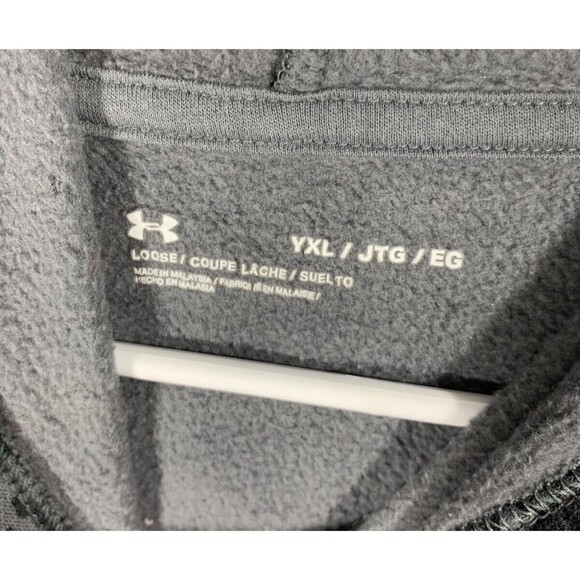 YXL / JTG / EG
LOOSE / COUPE LÂCHE / SUELTO
MADE IN MALAYSIA / FABRIQUÉ EN MALAISIE /
HECHO EN MALASIA